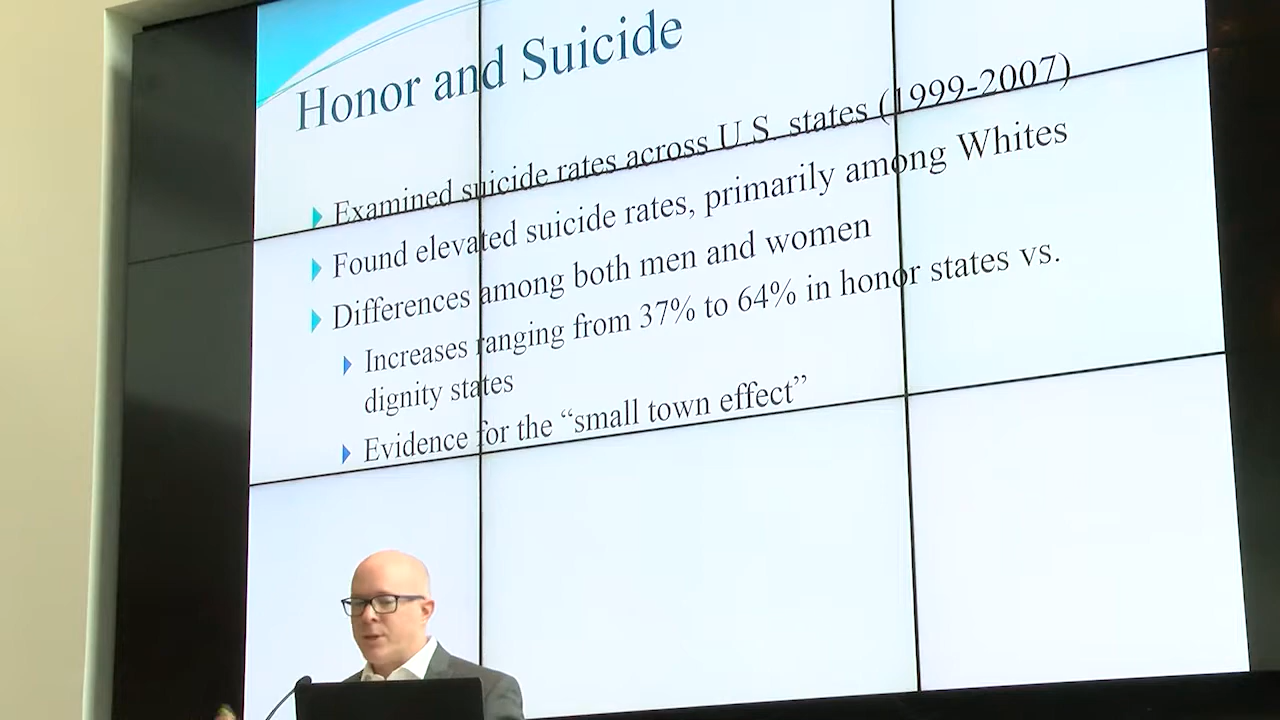 Honor and Suicide
Examined suicide rates across U.S. states (1999-2007)
Found elevated suicide rates, primarily among Whites
Differences among both men and women
Increases ranging from 37% to 64% in honor states vs.
dignity states
Evidence for the “small town effect”